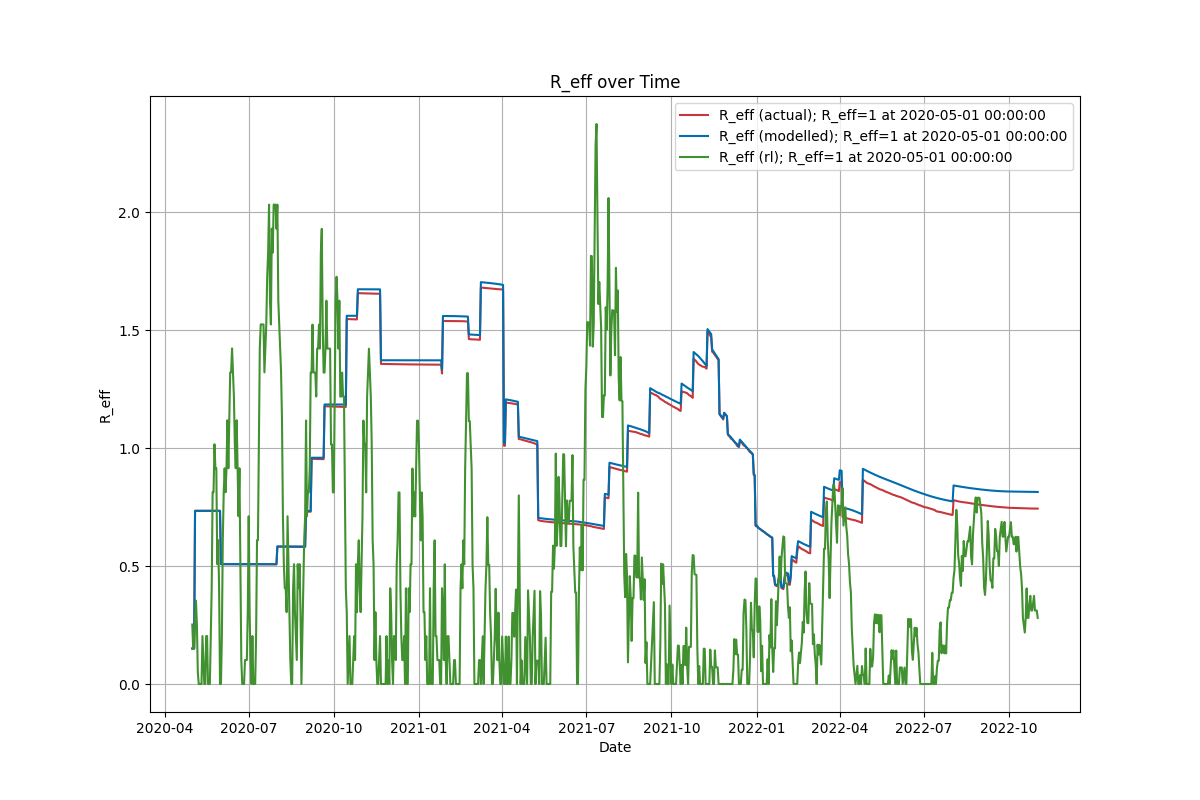 R_eff over Time
R_eff (actual); R_eff=1 at 2020-05-01 00:00:00
R_eff (modelled); R_eff=1 at 2020-05-01 00:00:00
R_eff (rl); R_eff=1 at 2020-05-01 00:00:00
R_eff
2.0
1.5
1.0
0.5
0.0
2020-04 2020-07 2020-10 2021-01 2021-04 2021-07 2021-10 2022-01 2022-04 2022-07 2022-10
Date